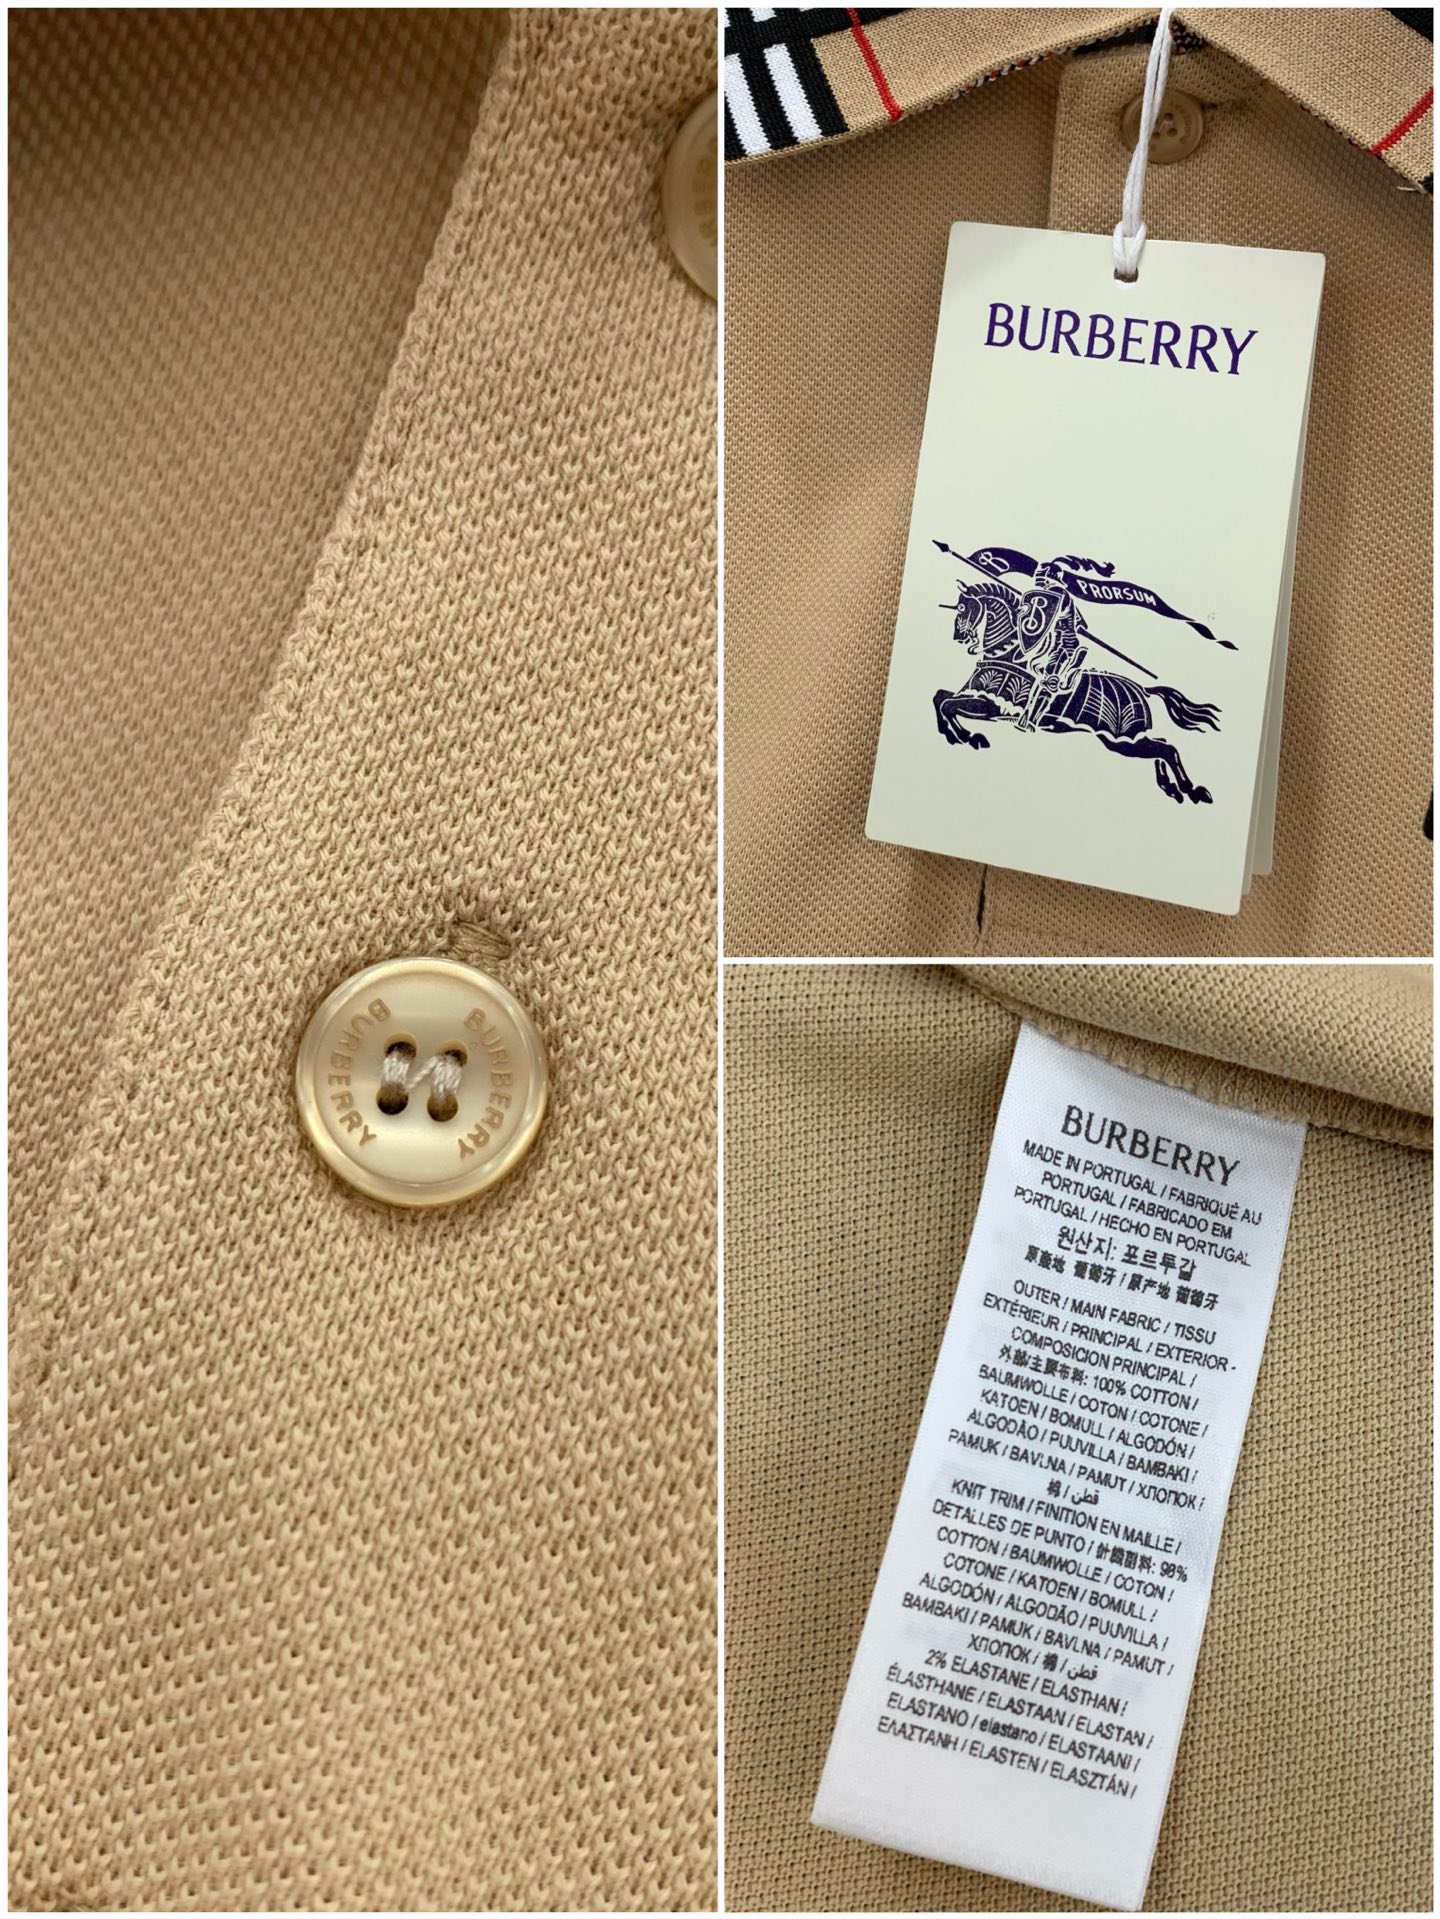 BURBERRY
BURBERRY
BURBERRY
B
PRORSUM
B
BURBERRY
MADE IN PORTUGAL / FABRIQUÉ AU
PORTUGAL / FABRICADO EM
PORTUGAL / HECHO EN PORTUGAL
원산지: 포르투갈
原產地 葡萄牙 / 原产地 葡萄牙
OUTER / MAIN FABRIC / TISSU
EXTÉRIEUR / PRINCIPAL / EXTERIOR -
COMPOSICION PRINCIPAL /
外部/主要布料: 100% COTTON /
BAUMWOLLE / COTON / COTONE /
KATOEN / BOMULL / ALGODÓN /
ALGODÃO / PUUVILLA / BAMBAKI /
PAMUK / BAVLNA / PAMUT / ХЛОПОК /
棉 / قطن
KNIT TRIM / FINITION EN MAILLE /
DETALLES DE PUNTO / 針織副料: 98%
COTTON / BAUMWOLLE / COTON /
COTONE / KATOEN / BOMULL /
ALGODÓN / ALGODÃO / PUUVILLA /
BAMBAKI / PAMUK / BAVLNA / PAMUT /
ХЛОПОК / 棉 / قطن
2% ELASTANE / ELASTHAN /
ÉLASTHANE / ELASTAAN / ELASTAN /
ELASTANO / elastano / ELASTAANI /
ΕΛΑΣΤΑΝΗ / ELASTEN / ELASZTÁN /